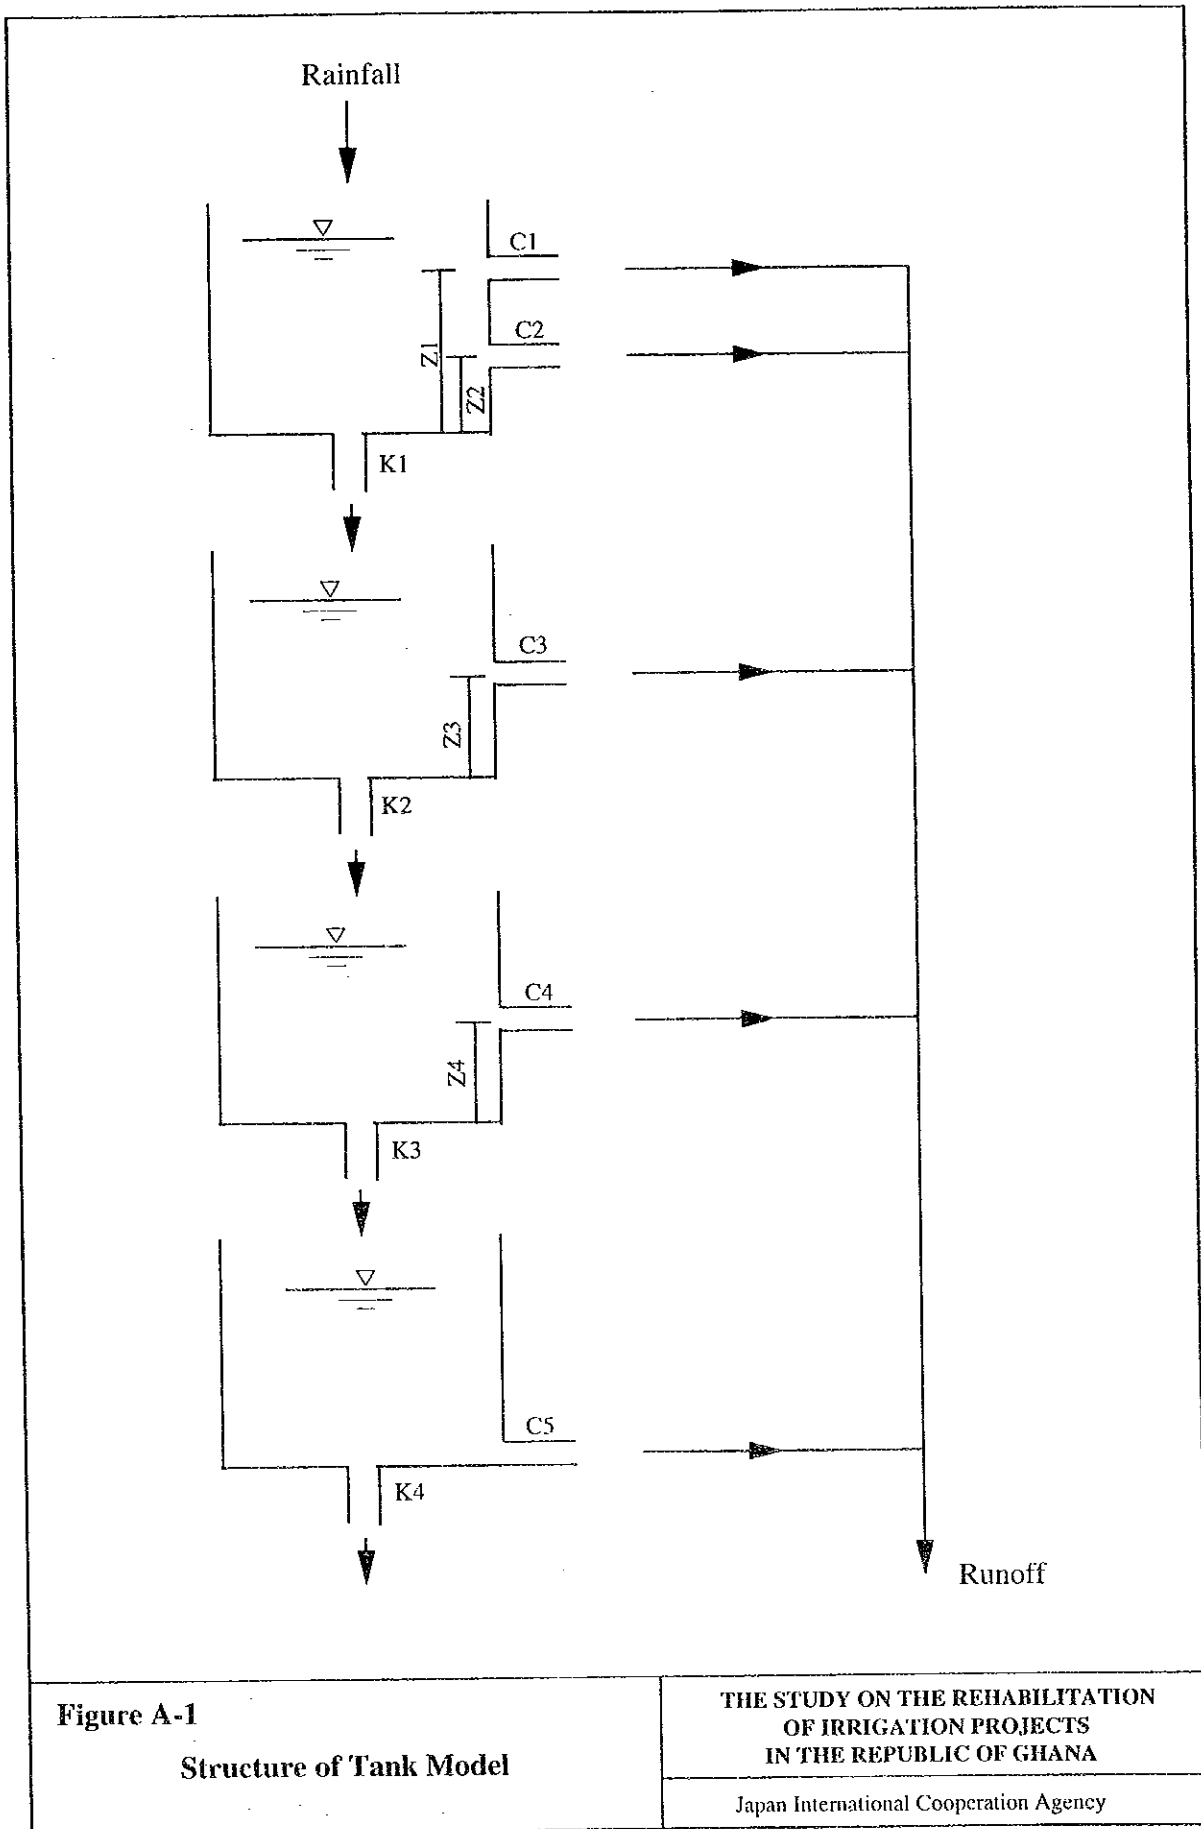 Rainfall
C1
C2
Z1
Z2
K1
C3
Z3
K2
C4
Z4
K3
C5
K4
Runoff
Figure A-1
Structure of Tank Model
THE STUDY ON THE REHABILITATION
OF IRRIGATION PROJECTS
IN THE REPUBLIC OF GHANA
Japan International Cooperation Agency